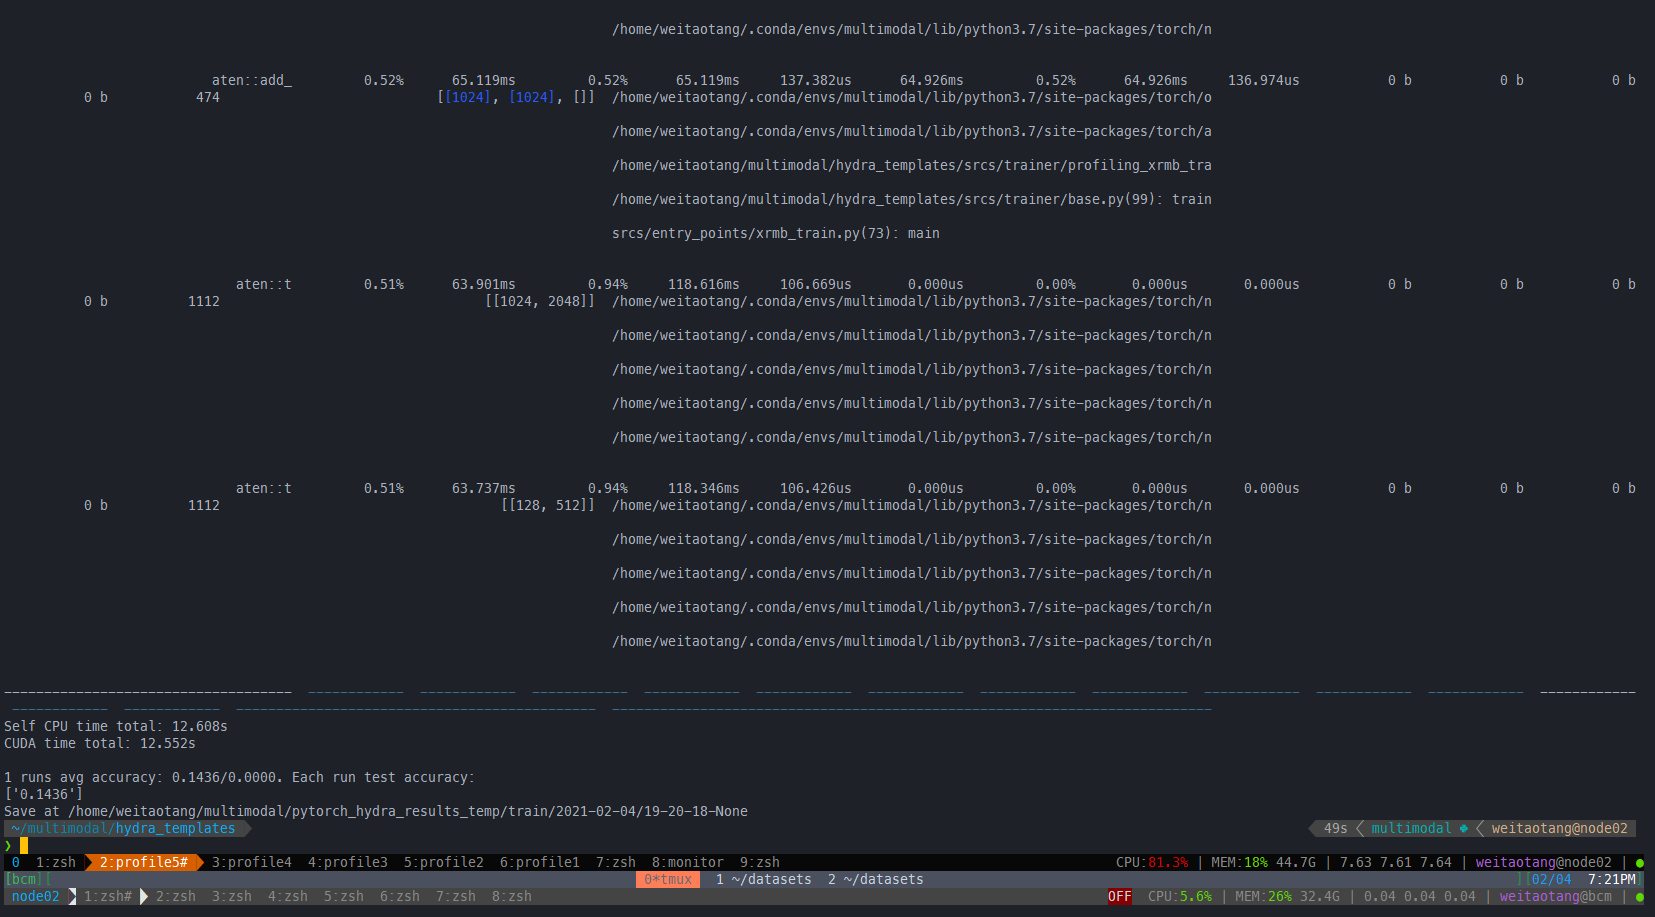 /home/weitaotang/.conda/envs/multimodal/lib/python3.7/site-packages/torch/n
aten::add_ 0.52% 65.119ms 0.52% 65.119ms 137.382us 64.926ms 0.52% 64.926ms 136.974us 0 b 0 b 0 b
0 b 474 [[1024], [1024], []] /home/weitaotang/.conda/envs/multimodal/lib/python3.7/site-packages/torch/o
/home/weitaotang/.conda/envs/multimodal/lib/python3.7/site-packages/torch/a
/home/weitaotang/multimodal/hydra_templates/srcs/trainer/profiling_xrmb_tra
/home/weitaotang/multimodal/hydra_templates/srcs/trainer/base.py(99): train
srcs/entry_points/xrmb_train.py(73): main
aten::t 0.51% 63.901ms 0.94% 118.616ms 106.669us 0.000us 0.00% 0.000us 0.000us 0 b 0 b 0 b
0 b 1112 [[1024, 2048]] /home/weitaotang/.conda/envs/multimodal/lib/python3.7/site-packages/torch/n
/home/weitaotang/.conda/envs/multimodal/lib/python3.7/site-packages/torch/n
/home/weitaotang/.conda/envs/multimodal/lib/python3.7/site-packages/torch/n
/home/weitaotang/.conda/envs/multimodal/lib/python3.7/site-packages/torch/n
/home/weitaotang/.conda/envs/multimodal/lib/python3.7/site-packages/torch/n
aten::t 0.51% 63.737ms 0.94% 118.346ms 106.426us 0.000us 0.00% 0.000us 0.000us 0 b 0 b 0 b
0 b 1112 [[128, 512]] /home/weitaotang/.conda/envs/multimodal/lib/python3.7/site-packages/torch/n
/home/weitaotang/.conda/envs/multimodal/lib/python3.7/site-packages/torch/n
/home/weitaotang/.conda/envs/multimodal/lib/python3.7/site-packages/torch/n
/home/weitaotang/.conda/envs/multimodal/lib/python3.7/site-packages/torch/n
/home/weitaotang/.conda/envs/multimodal/lib/python3.7/site-packages/torch/n
------------------------------------ ------------ ------------ ------------ ------------ ------------ ------------ ------------ ------------ ------------ ------------ ------------ ------------
------------ ------------ --------------------------------------------- ---------------------------------------------------------------------------
Self CPU time total: 12.608s
CUDA time total: 12.552s
1 runs avg accuracy: 0.1436/0.0000. Each run test accuracy:
['0.1436']
Save at /home/weitaotang/multimodal/pytorch_hydra_results_temp/train/2021-02-04/19-20-18-None
~/multimodal/hydra_templates 49s multimodal weitaotang@node02
❯
0 1:zsh 2:profile5# 3:profile4 4:profile3 5:profile2 6:profile1 7:zsh 8:monitor 9:zsh CPU:81.3% | MEM:18% 44.7G | 7.63 7.61 7.64 | weitaotang@node02 | ●
[bcm][ 0*tmux 1 ~/datasets 2 ~/datasets ][02/04 7:21PM]
node02 1:zsh# 2:zsh 3:zsh 4:zsh 5:zsh 6:zsh 7:zsh 8:zsh OFF CPU:5.6% | MEM:26% 32.4G | 0.04 0.04 0.04 | weitaotang@bcm | ●